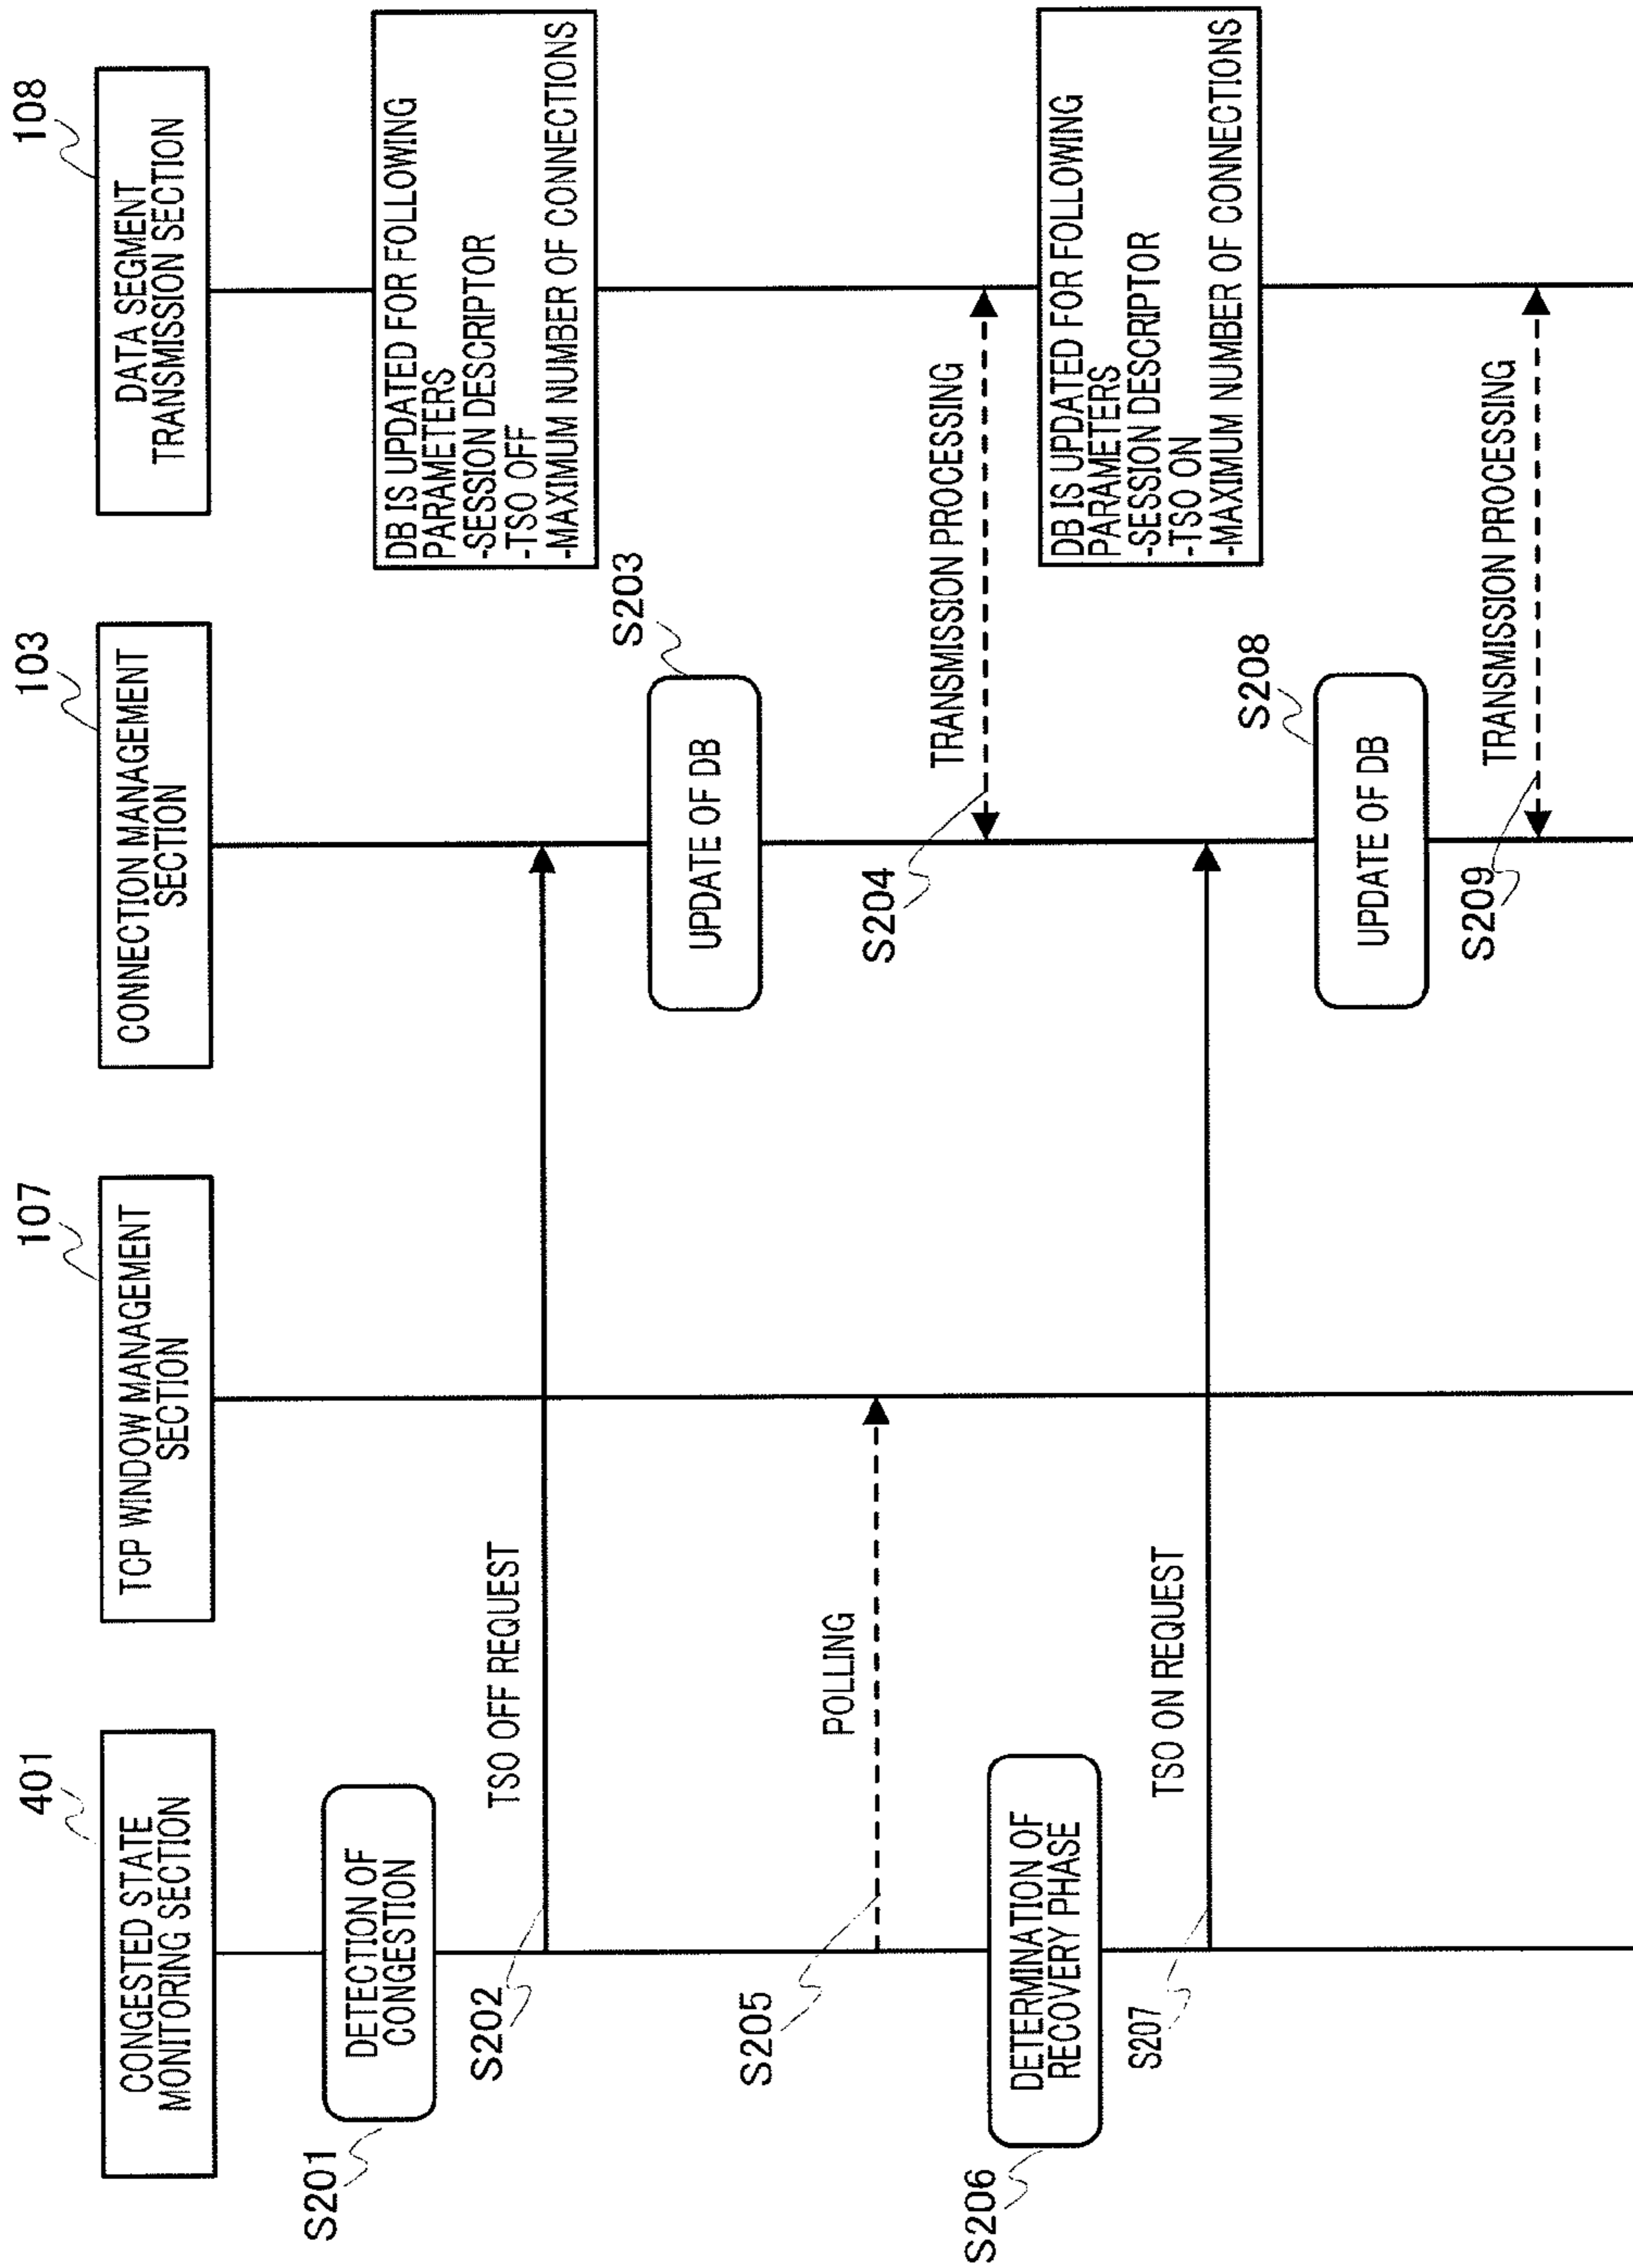 401
CONGESTED STATE
MONITORING SECTION
107
TCP WINDOW MANAGEMENT
SECTION
103
CONNECTION MANAGEMENT
SECTION
108
DATA SEGMENT
TRANSMISSION SECTION
S201
DETECTION OF
CONGESTION
DB IS UPDATED FOR FOLLOWING
PARAMETERS
-SESSION DESCRIPTOR
-TSO OFF
-MAXIMUM NUMBER OF CONNECTIONS
S202
TSO OFF REQUEST
S203
UPDATE OF DB
S205
POLLING
S204
TRANSMISSION PROCESSING
S206
DETERMINATION OF
RECOVERY PHASE
DB IS UPDATED FOR FOLLOWING
PARAMETERS
-SESSION DESCRIPTOR
-TSO ON
-MAXIMUM NUMBER OF CONNECTIONS
S207
TSO ON REQUEST
S208
UPDATE OF DB
S209
TRANSMISSION PROCESSING